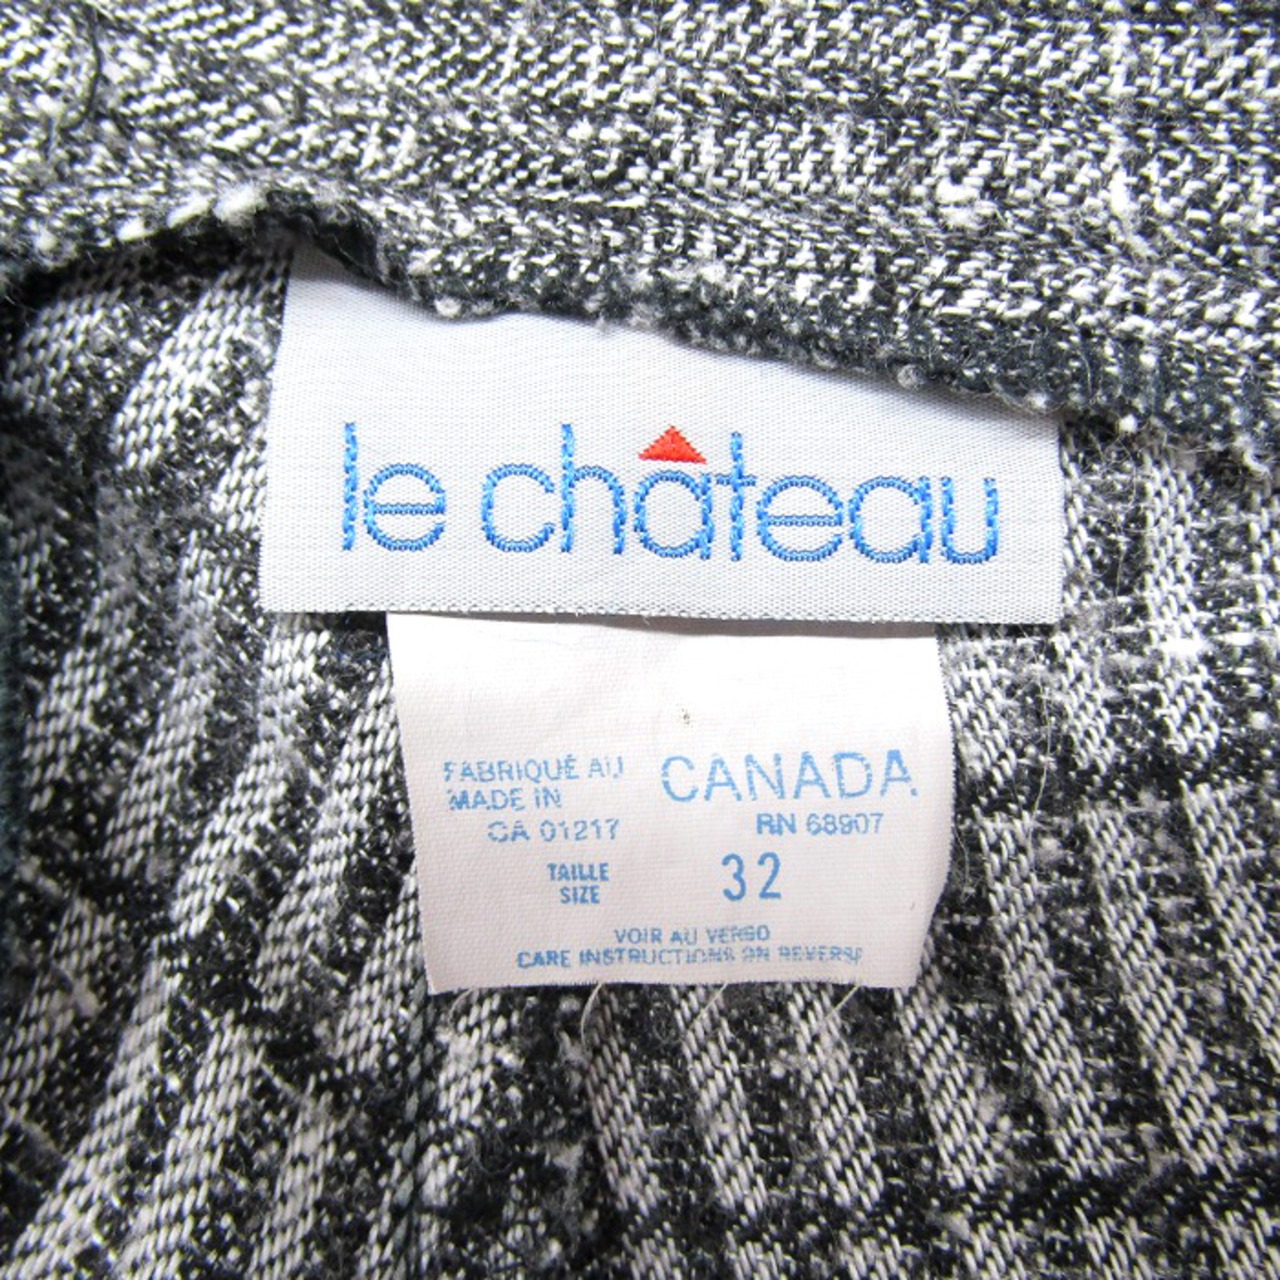 le château
FABRIQUÉ AU CANADA
MADE IN
CA 01217 RN 68907
TAILLE 32
SIZE
VOIR AU VERSO
CARE INSTRUCTIONS ON REVERSE